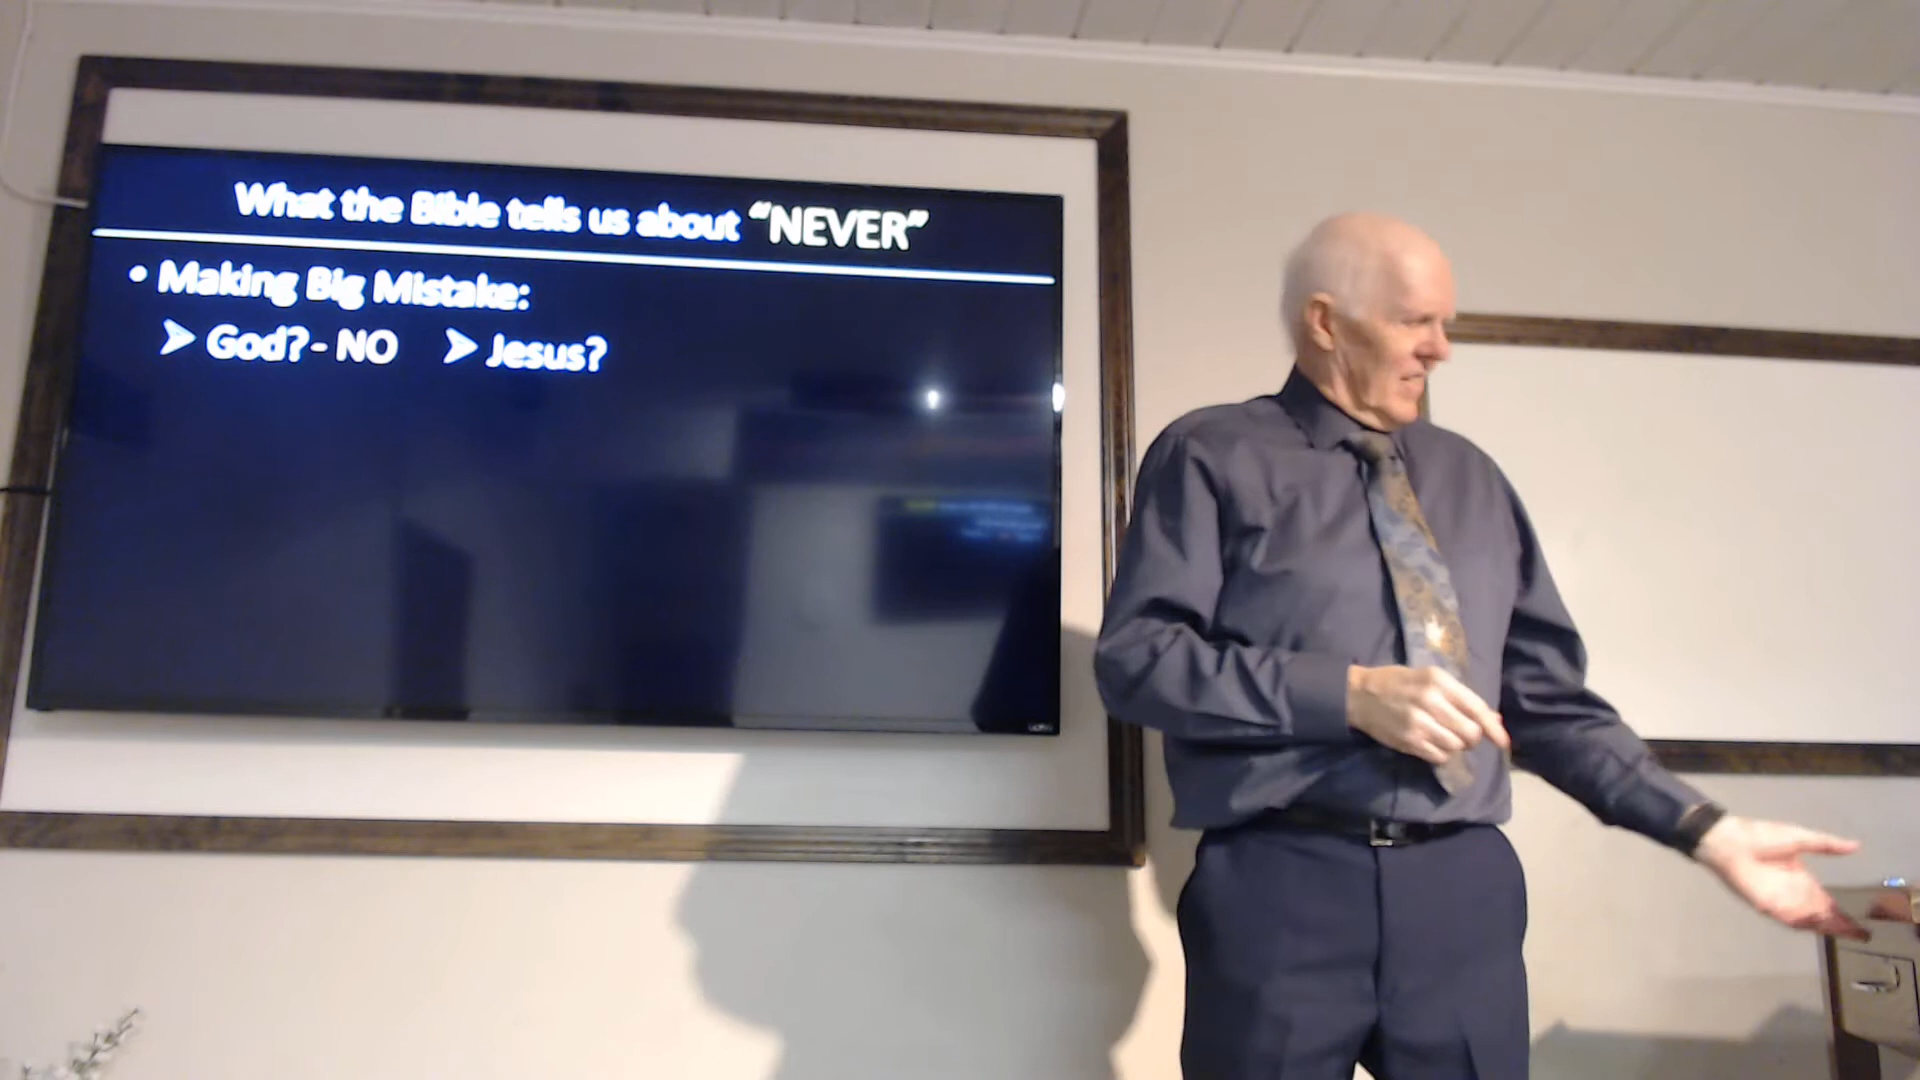 What the Bible tells us about “NEVER”
• Making Big Mistake:
➢ God?- NO ➢ Jesus?